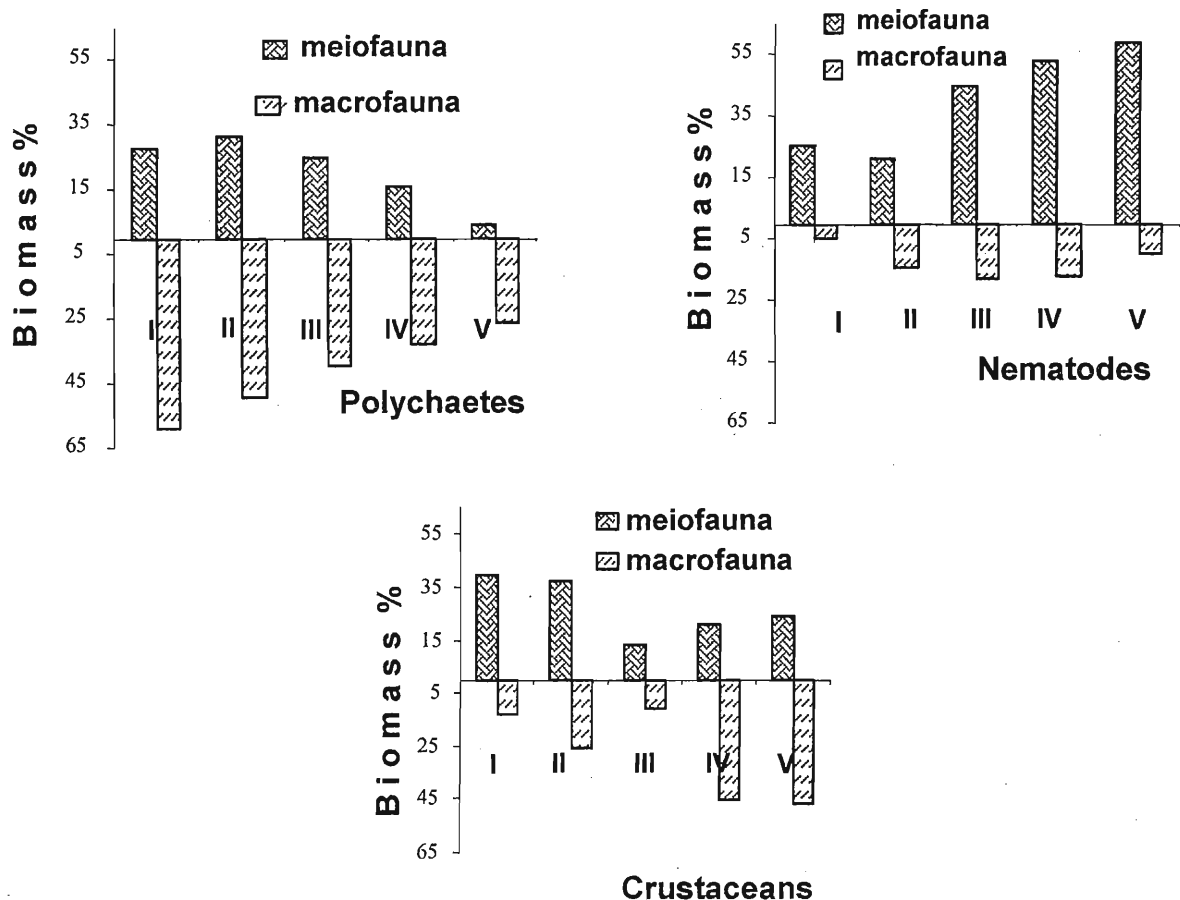 55
35
15
5
25
45
65
Biomass%
meiofauna
macrofauna
I II III IV V
Polychaetes
55
35
15
5
25
45
65
Biomass%
meiofauna
macrofauna
I II III IV V
Nematodes
55
35
15
5
25
45
65
Biomass %
meiofauna
macrofauna
I II III IV V
Crustaceans